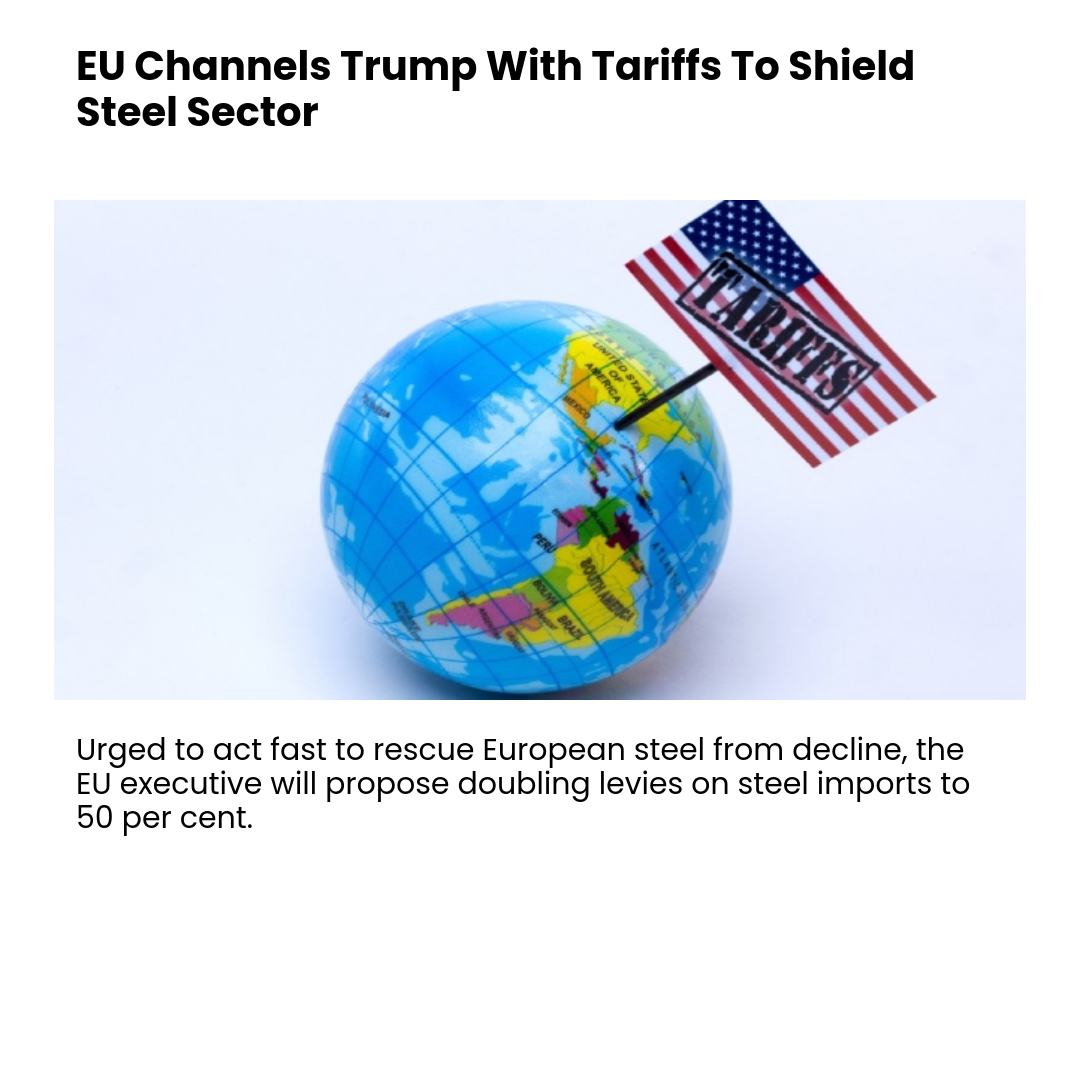 EU Channels Trump With Tariffs To Shield
Steel Sector
TARIFFS
UNITED STATES
OF
AMERICA
MEXICO
PERU
SOUTH AMERICA
BOLIVIA
BRAZIL
Urged to act fast to rescue European steel from decline, the
EU executive will propose doubling levies on steel imports to
50 per cent.